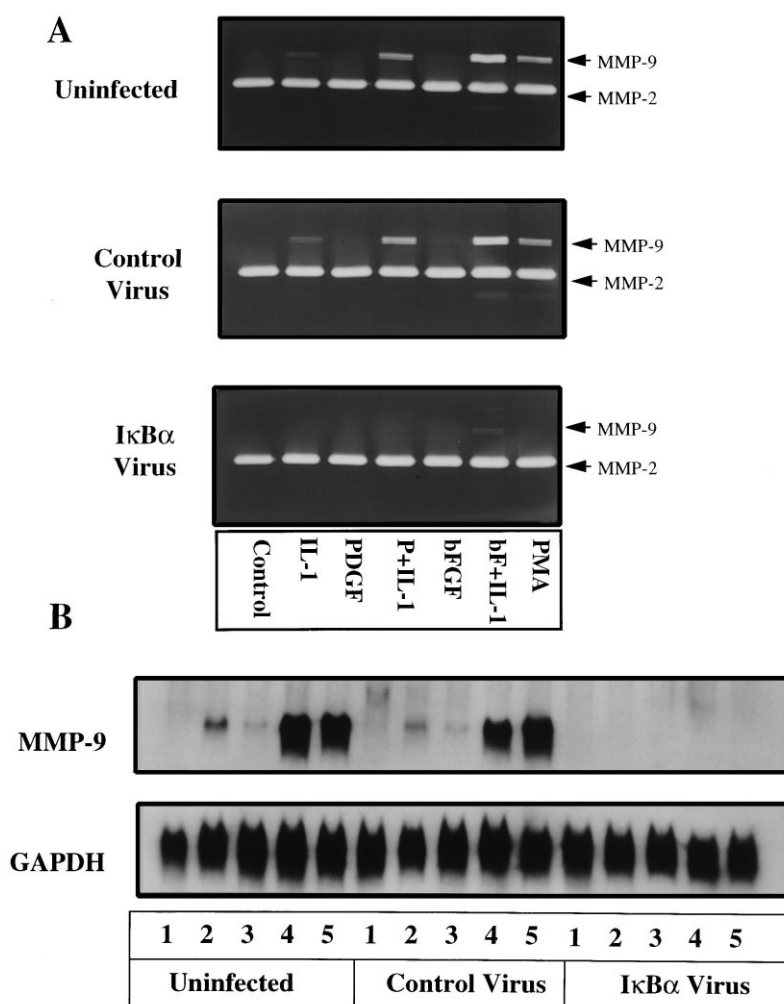 A
Uninfected
MMP-9
MMP-2
Control
Virus
MMP-9
MMP-2
IκBα
Virus
MMP-9
MMP-2
Control
IL-1
PDGF
P+IL-1
bFGF
bF+IL-1
PMA
B
MMP-9
GAPDH
1 2 3 4 5 1 2 3 4 5 1 2 3 4 5
Uninfected Control Virus IκBα Virus